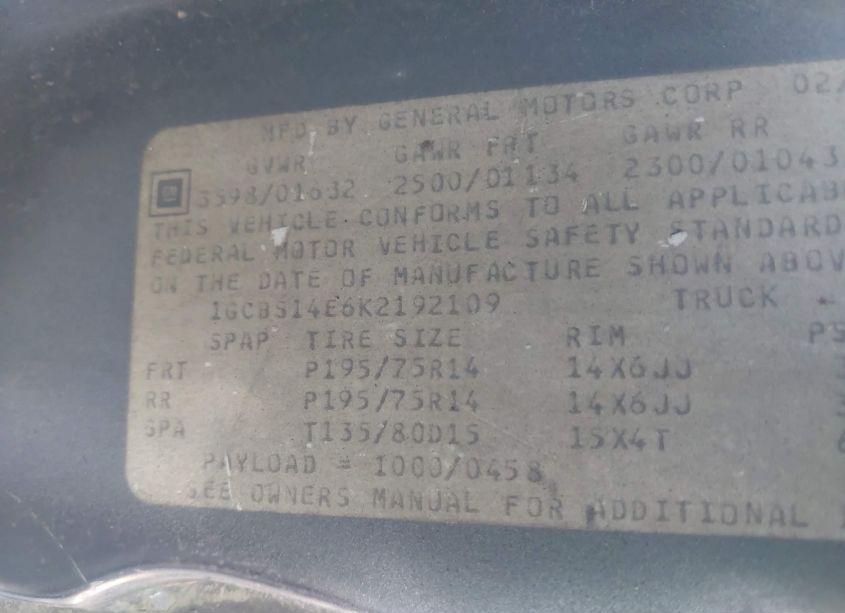 MFD BY GENERAL MOTORS CORP 02/
GVWR GAWR FRT GAWR RR
GM 3598/01632 2500/01134 2300/01043
THIS VEHICLE CONFORMS TO ALL APPLICAB
FEDERAL MOTOR VEHICLE SAFETY STANDARD
ON THE DATE OF MANUFACTURE SHOWN ABOV
1GCBS14E6K2192109 TRUCK
SPAP TIRE SIZE RIM PS
FRT P195/75R14 14X6JJ
RR P195/75R14 14X6JJ
SPA T135/80D15 15X4T
PAYLOAD = 1000/0458
SEE OWNERS MANUAL FOR ADDITIONAL